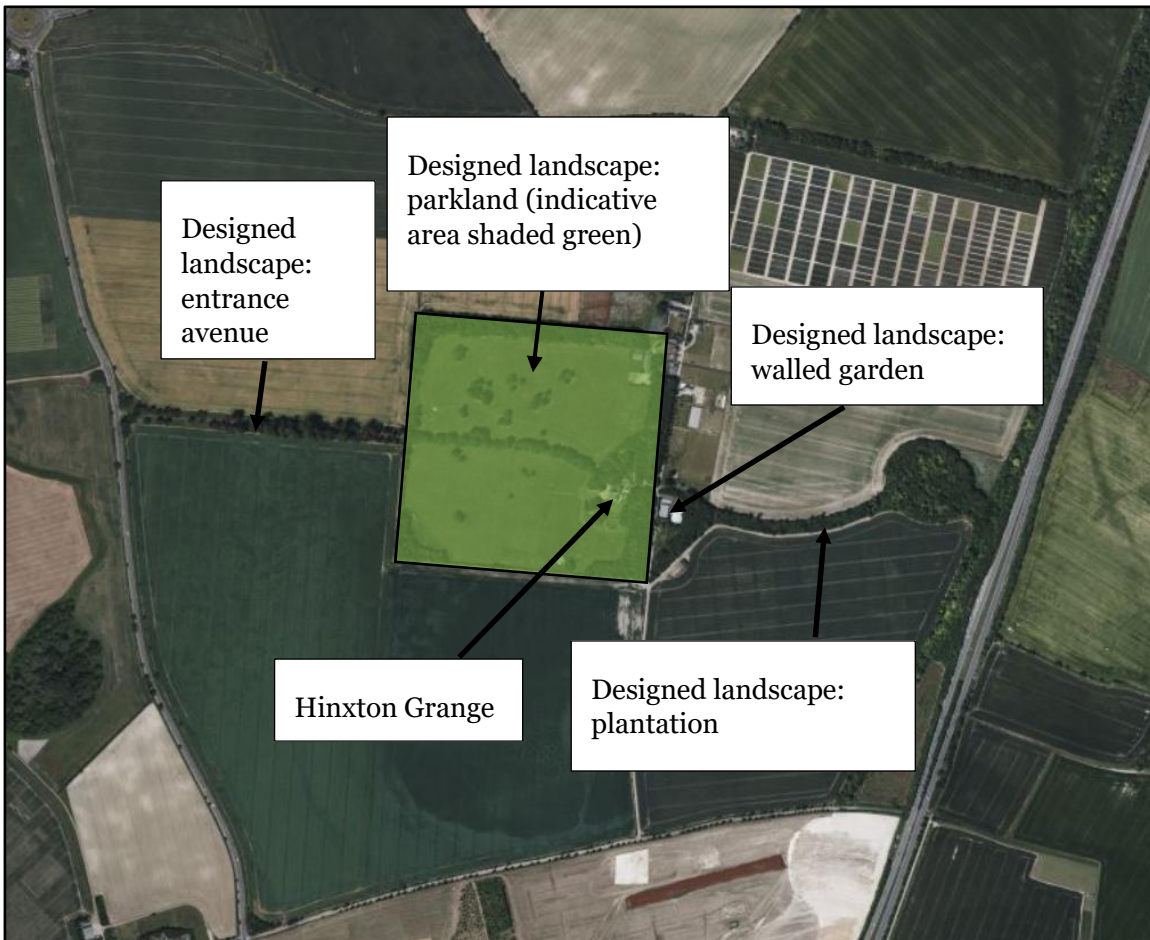 Designed landscape:
parkland (indicative
area shaded green)
Designed
landscape:
entrance
avenue
Designed landscape:
walled garden
Hinxton Grange
Designed landscape:
plantation